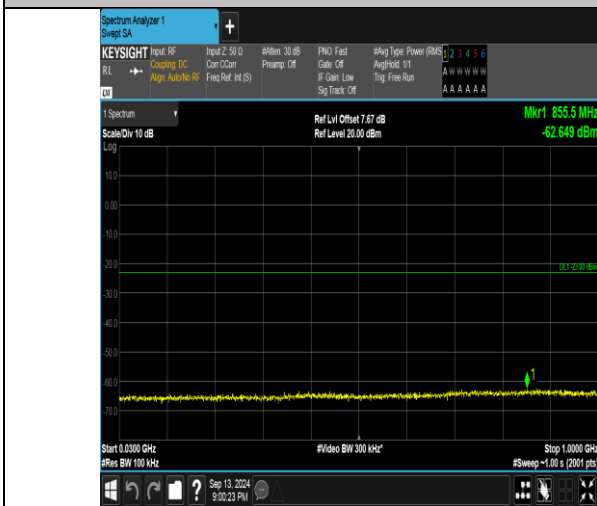 Spectrum Analyzer 1
Swept SA
+
KEYSIGHT
RL
Input: RF
Coupling: DC
Align: Auto/No RF
Input Z: 50 Ω
Corr CCorr
Freq Ref: Int (S)
#Atten: 30 dB
Preamp: Off
PNO: Fast
Gate: Off
IF Gain: Low
Sig Track: Off
#Avg Type: Power (RMS
Avg|Hold: 1/1
Trig: Free Run
1 2 3 4 5 6
A W W W W W
A A A A A A
LXI
1 Spectrum
Scale/Div 10 dB
Log
Ref Lvl Offset 7.67 dB
Ref Level 20.00 dBm
Mkr1 855.5 MHz
-62.649 dBm
10.0
0.00
-10.0
-20.0
DL1 -23.00 dBm
-30.0
-40.0
-50.0
-60.0
1
-70.0
Start 0.0300 GHz
#Res BW 100 kHz
#Video BW 300 kHz*
Stop 1.0000 GHz
#Sweep ~1.00 s (2001 pts)
?
Sep 13, 2024
9:00:23 PM